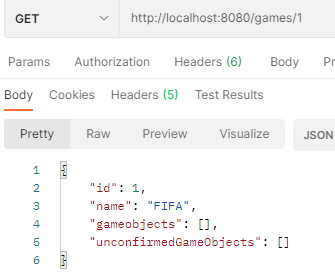 GET http://localhost:8080/games/1
Params Authorization Headers (6) Body
Body Cookies Headers (5) Test Results
Pretty Raw Preview Visualize JSON
1 {
2 "id": 1,
3 "name": "FIFA",
4 "gameobjects": [],
5 "unconfirmedGameObjects": []
6 }